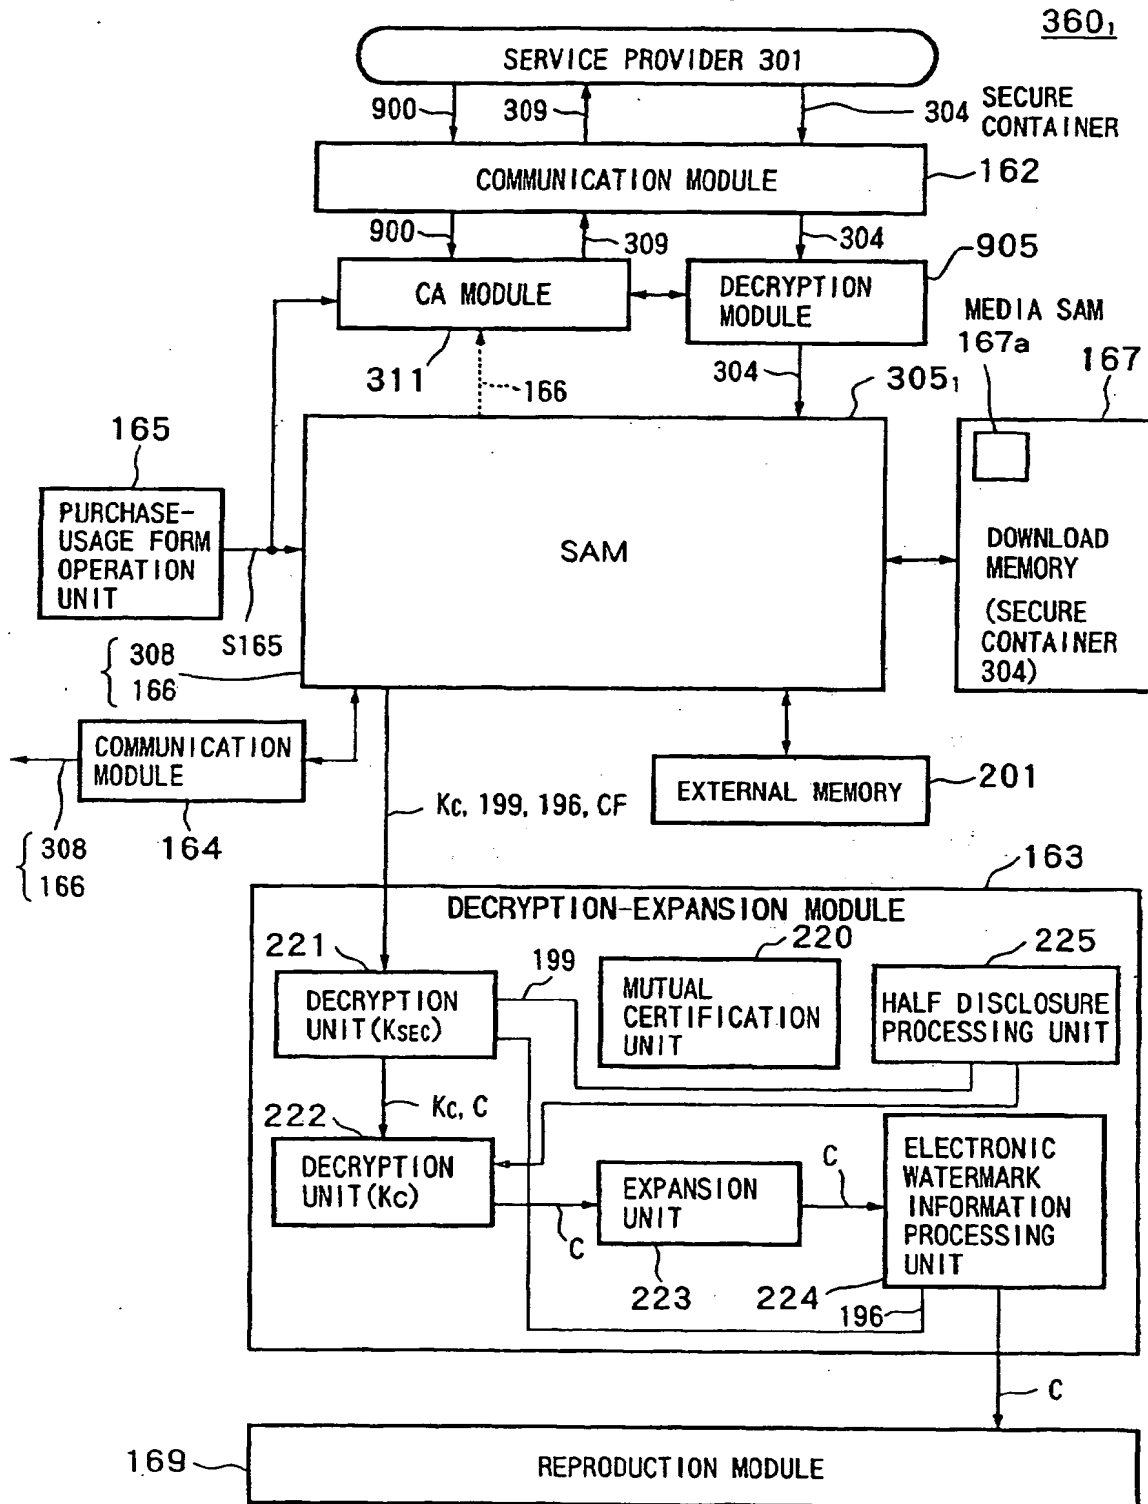 360₁
SERVICE PROVIDER 301
900
309
304
SECURE
CONTAINER
COMMUNICATION MODULE
162
900
309
304
905
CA MODULE
DECRYPTION
MODULE
MEDIA SAM
167a
167
311
166
304
305₁
165
PURCHASE-
USAGE FORM
OPERATION
UNIT
SAM
DOWNLOAD
MEMORY
(SECURE
CONTAINER
304)
S165
308
166
COMMUNICATION
MODULE
EXTERNAL MEMORY
201
Kc, 199, 196, CF
308
166
164
163
DECRYPTION-EXPANSION MODULE
221
199
220
225
DECRYPTION
UNIT(KSEC)
MUTUAL
CERTIFICATION
UNIT
HALF DISCLOSURE
PROCESSING UNIT
Kc, C
222
DECRYPTION
UNIT(Kc)
C
EXPANSION
UNIT
C
ELECTRONIC
WATERMARK
INFORMATION
PROCESSING
UNIT
223
224
196
C
169
REPRODUCTION MODULE